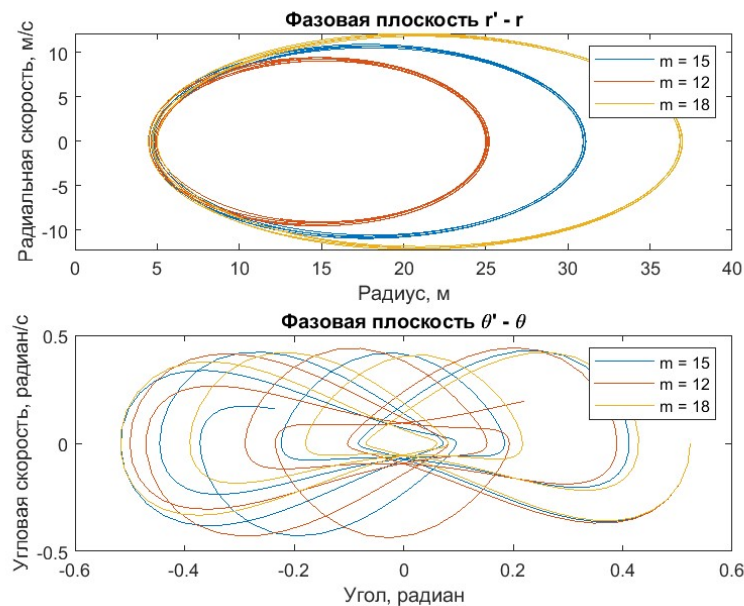 Фазовая плоскость r' - r
Радиальная скорость, м/с
10
5
0
-5
-10
m = 15
m = 12
m = 18
0 5 10 15 20 25 30 35 40
Радиус, м
Фазовая плоскость θ' - θ
Угловая скорость, радиан/с
0.5
0
-0.5
m = 15
m = 12
m = 18
-0.6 -0.4 -0.2 0 0.2 0.4 0.6
Угол, радиан